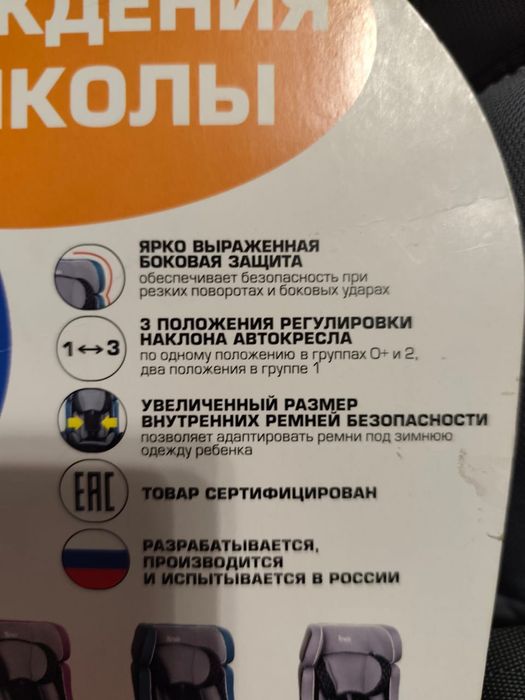 ЖДЕНИЯ
КОЛЫ
ЯРКО ВЫРАЖЕННАЯ
БОКОВАЯ ЗАЩИТА
обеспечивает безопасность при
резких поворотах и боковых ударах
1↔3
3 ПОЛОЖЕНИЯ РЕГУЛИРОВКИ
НАКЛОНА АВТОКРЕСЛА
по одному положению в группах 0+ и 2,
два положения в группе 1
УВЕЛИЧЕННЫЙ РАЗМЕР
ВНУТРЕННИХ РЕМНЕЙ БЕЗОПАСНОСТИ
позволяет адаптировать ремни под зимнюю
одежду ребенка
EAC
ТОВАР СЕРТИФИЦИРОВАН
РАЗРАБАТЫВАЕТСЯ,
ПРОИЗВОДИТСЯ
И ИСПЫТЫВАЕТСЯ В РОССИИ